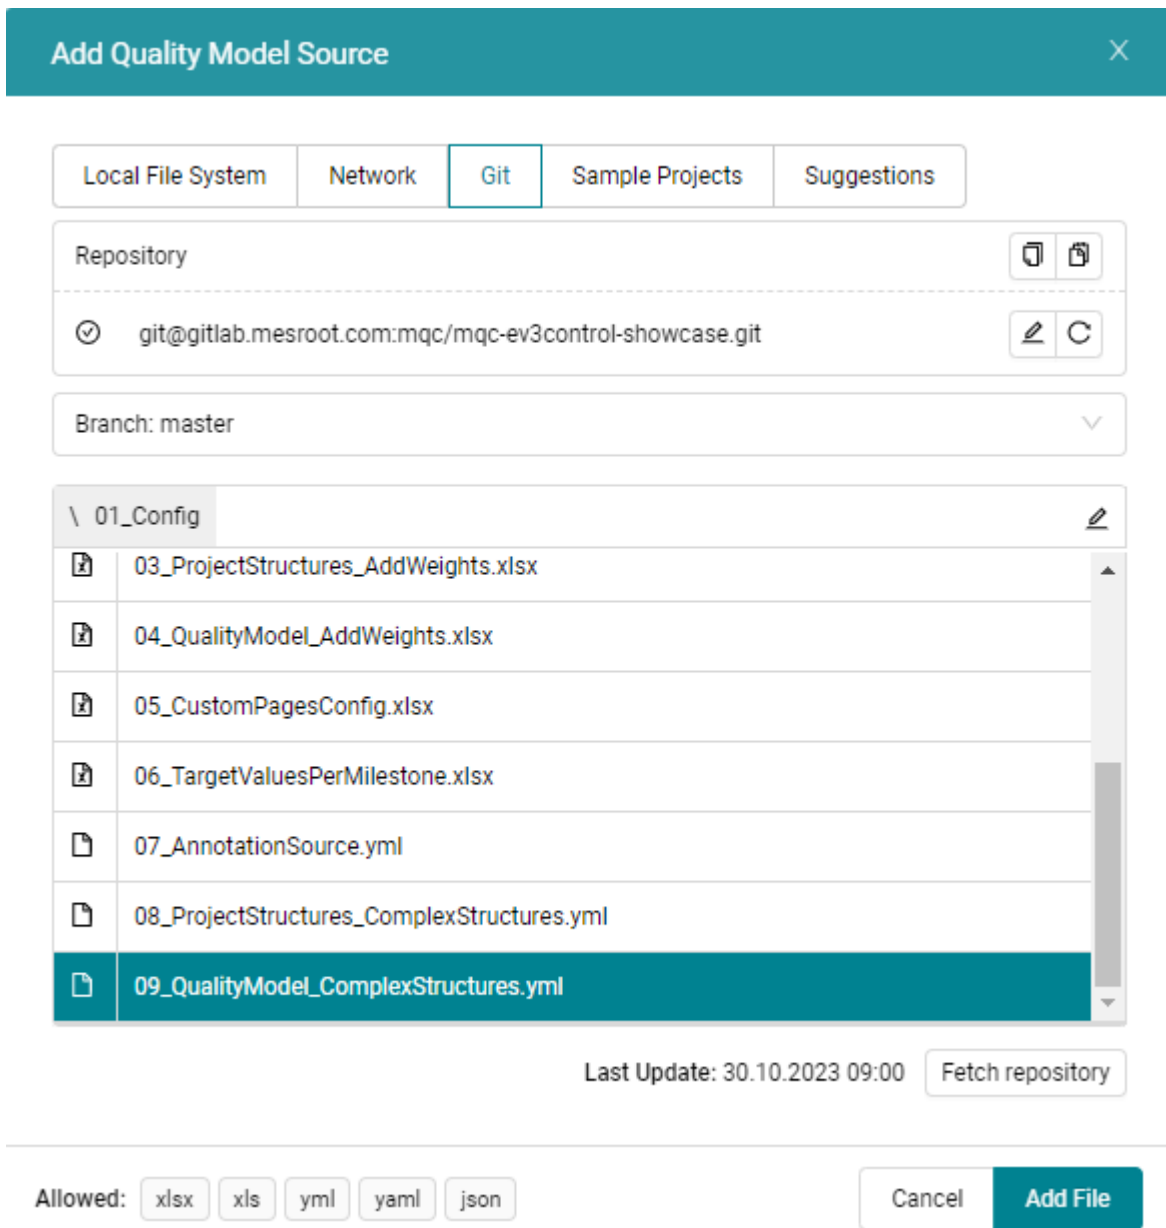 Add Quality Model Source
Local File System Network Git Sample Projects Suggestions
Repository
git@gitlab.mesroot.com:mqc/mqc-ev3control-showcase.git
Branch: master
\ 01_Config
03_ProjectStructures_AddWeights.xlsx
04_QualityModel_AddWeights.xlsx
05_CustomPagesConfig.xlsx
06_TargetValuesPerMilestone.xlsx
07_AnnotationSource.yml
08_ProjectStructures_ComplexStructures.yml
09_QualityModel_ComplexStructures.yml
Last Update: 30.10.2023 09:00 Fetch repository
Allowed: xlsx xls yml yaml json Cancel Add File